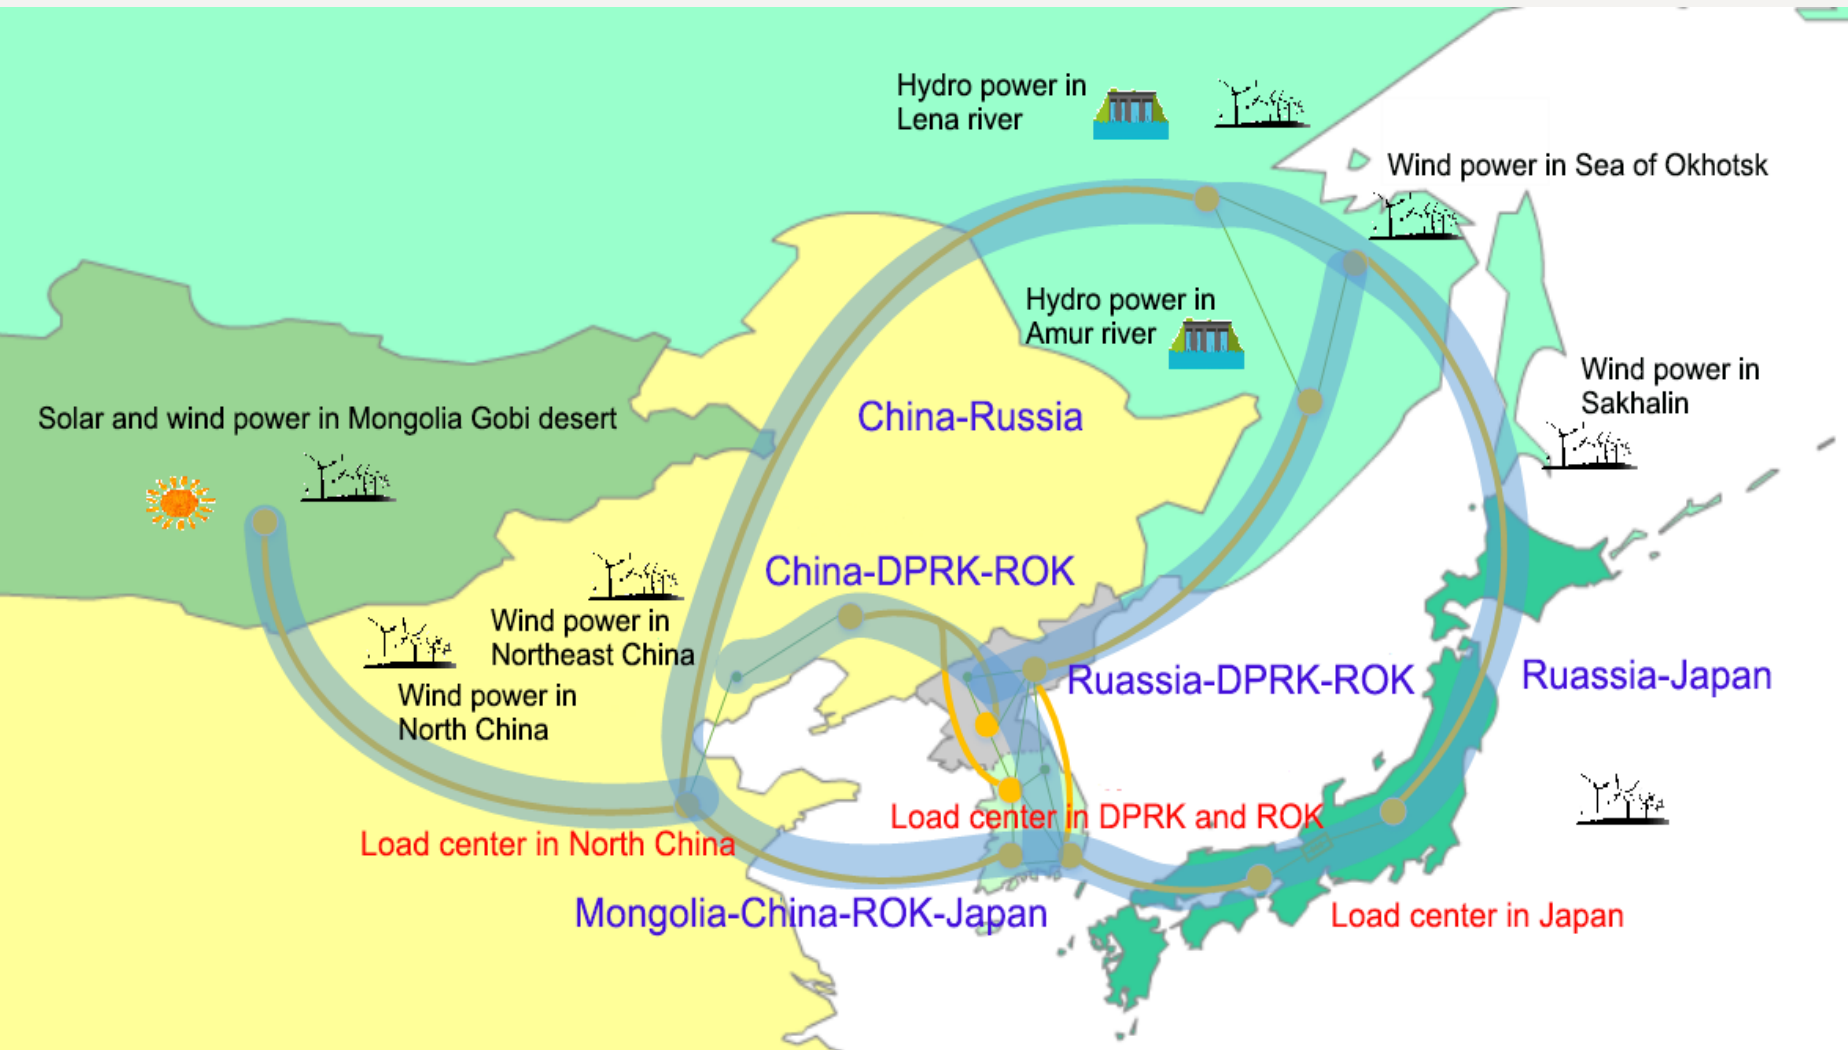 Hydro power in
Lena river
Wind power in Sea of Okhotsk
Hydro power in
Amur river
Wind power in
Sakhalin
China-Russia
Solar and wind power in Mongolia Gobi desert
China-DPRK-ROK
Wind power in
Northeast China
Ruassia-DPRK-ROK
Ruassia-Japan
Wind power in
North China
Load center in DPRK and ROK
Load center in North China
Mongolia-China-ROK-Japan
Load center in Japan